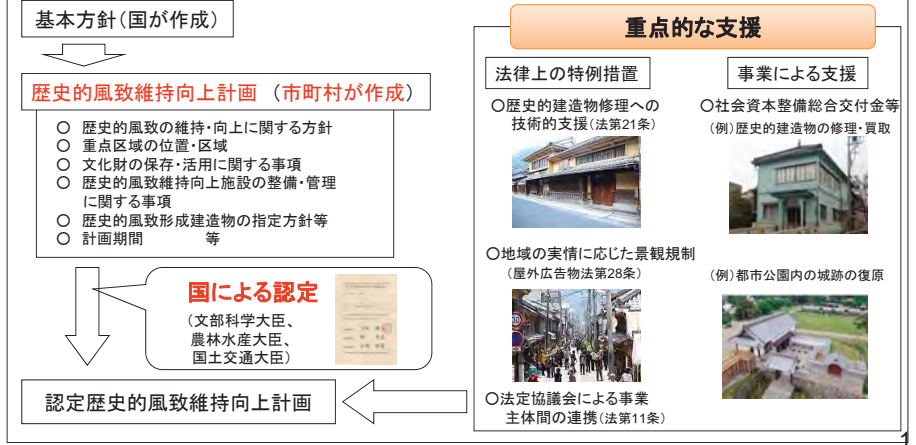 基本方針(国が作成)
歴史的風致維持向上計画 (市町村が作成)
○ 歴史的風致の維持・向上に関する方針
○ 重点区域の位置・区域
○ 文化財の保存・活用に関する事項
○ 歴史的風致維持向上施設の整備・管理
に関する事項
○ 歴史的風致形成建造物の指定方針等
○ 計画期間 等
国による認定
(文部科学大臣、
農林水産大臣、
国土交通大臣)
認定歴史的風致維持向上計画
重点的な支援
法律上の特例措置
○歴史的建造物修理への
技術的支援(法第21条)
○地域の実情に応じた景観規制
(屋外広告物法第28条)
30
○法定協議会による事業
主体間の連携(法第11条)
事業による支援
○社会資本整備総合交付金等
(例)歴史的建造物の修理・買取
(例)都市公園内の城跡の復原
1